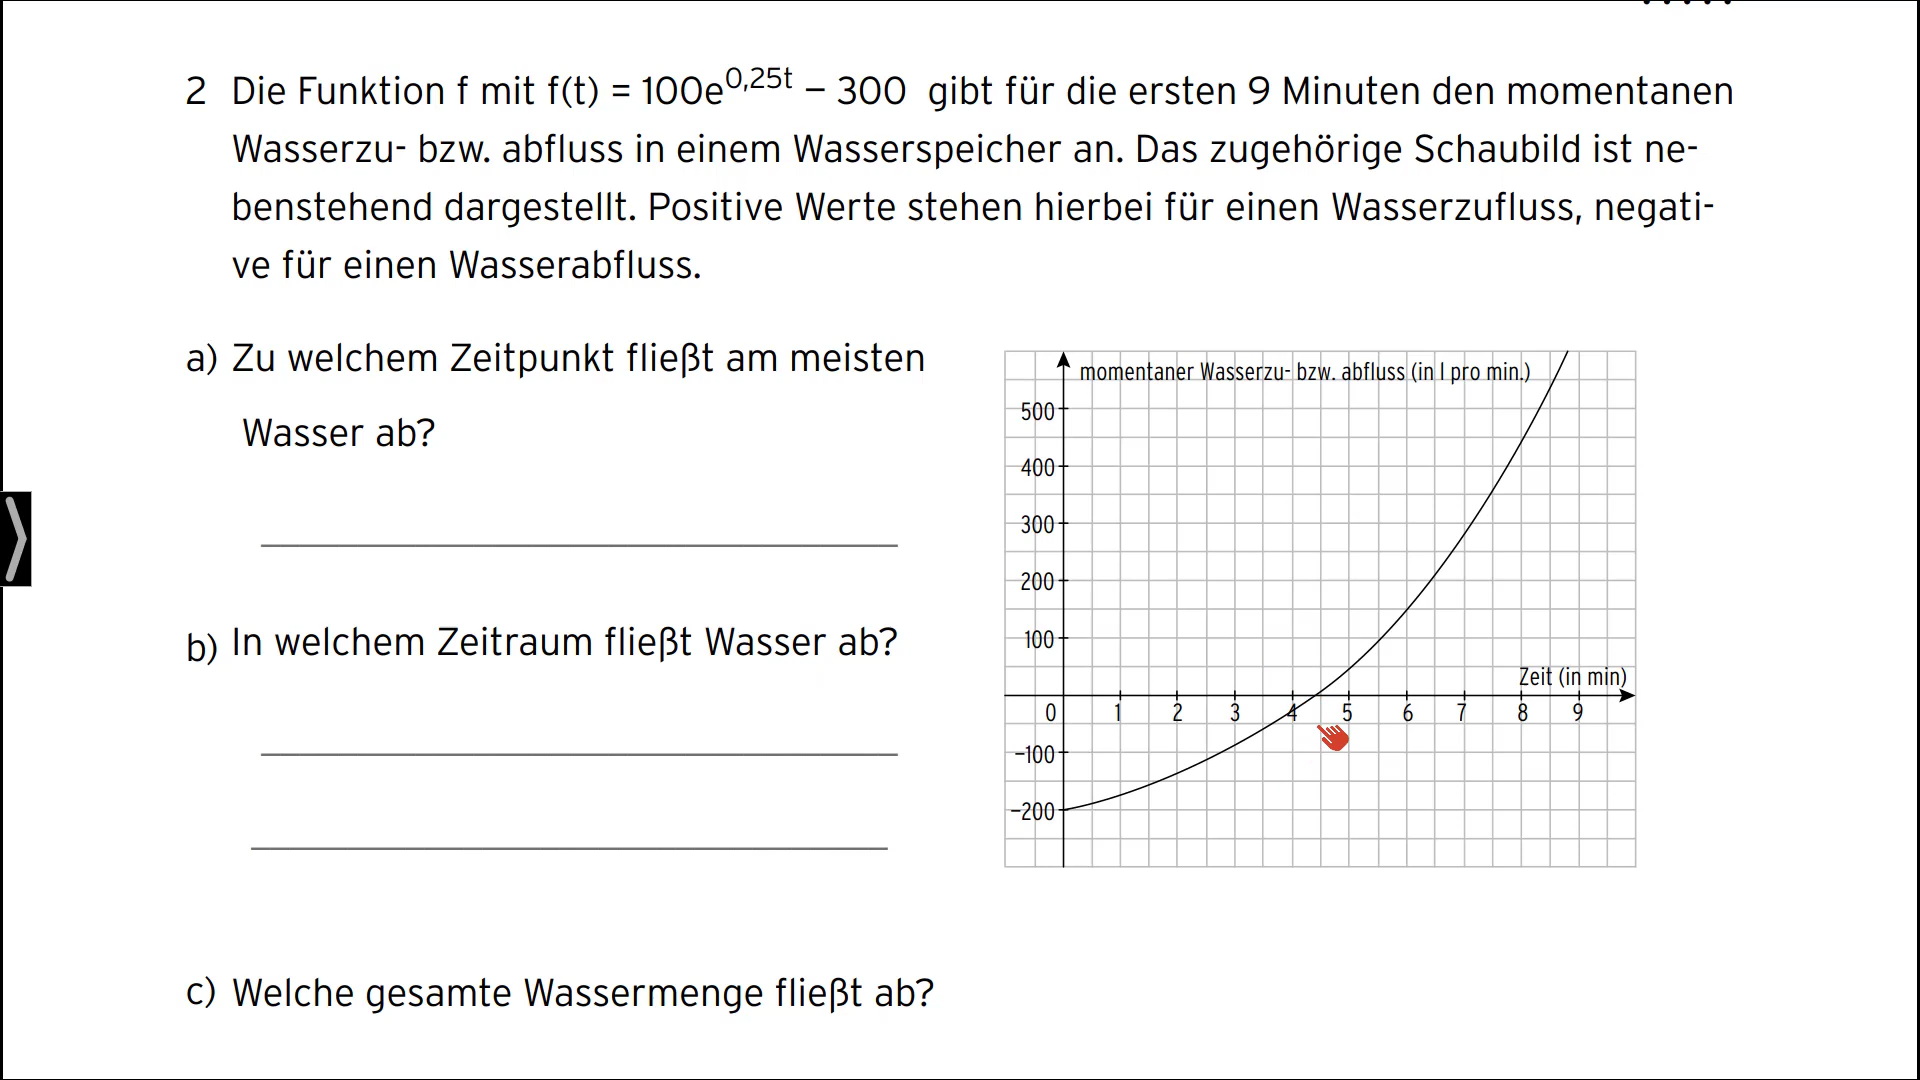 2 Die Funktion f mit f(t) = 100e^0,25t – 300 gibt für die ersten 9 Minuten den momentanen
Wasserzu- bzw. abfluss in einem Wasserspeicher an. Das zugehörige Schaubild ist ne-
benstehend dargestellt. Positive Werte stehen hierbei für einen Wasserzufluss, negati-
ve für einen Wasserabfluss.
a) Zu welchem Zeitpunkt fließt am meisten
Wasser ab?
b) In welchem Zeitraum fließt Wasser ab?
c) Welche gesamte Wassermenge fließt ab?
momentaner Wasserzu- bzw. abfluss (in l pro min.)
500
400
300
200
100
Zeit (in min)
0 1 2 3 4 5 6 7 8 9
–100
–200